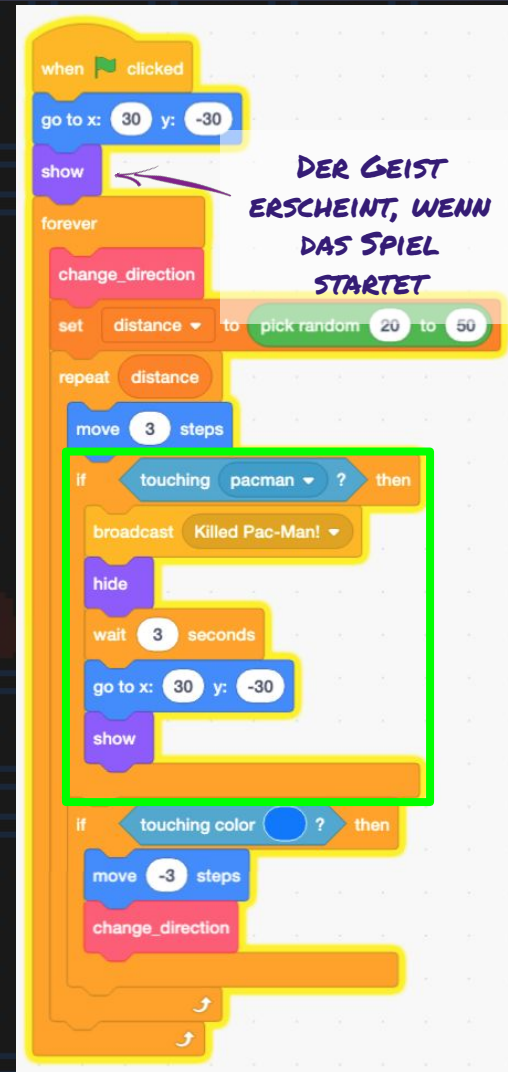 when clicked
go to x: 30 y: -30
show
DER GEIST
ERSCHEINT, WENN
DAS SPIEL
STARTET
forever
change_direction
set distance to pick random 20 to 50
repeat distance
move 3 steps
if touching pacman ? then
broadcast Killed Pac-Man!
hide
wait 3 seconds
go to x: 30 y: -30
show
if touching color ? then
move -3 steps
change_direction